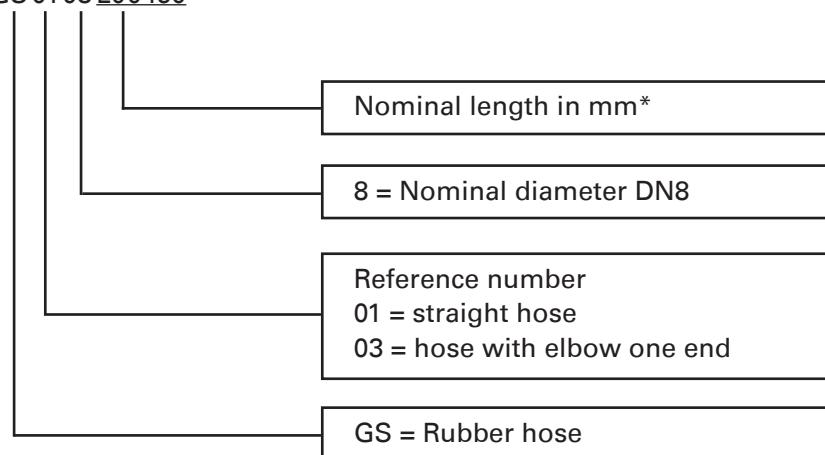 Nominal length in mm*
8 = Nominal diameter DN8
Reference number
01 = straight hose
03 = hose with elbow one end
GS = Rubber hose